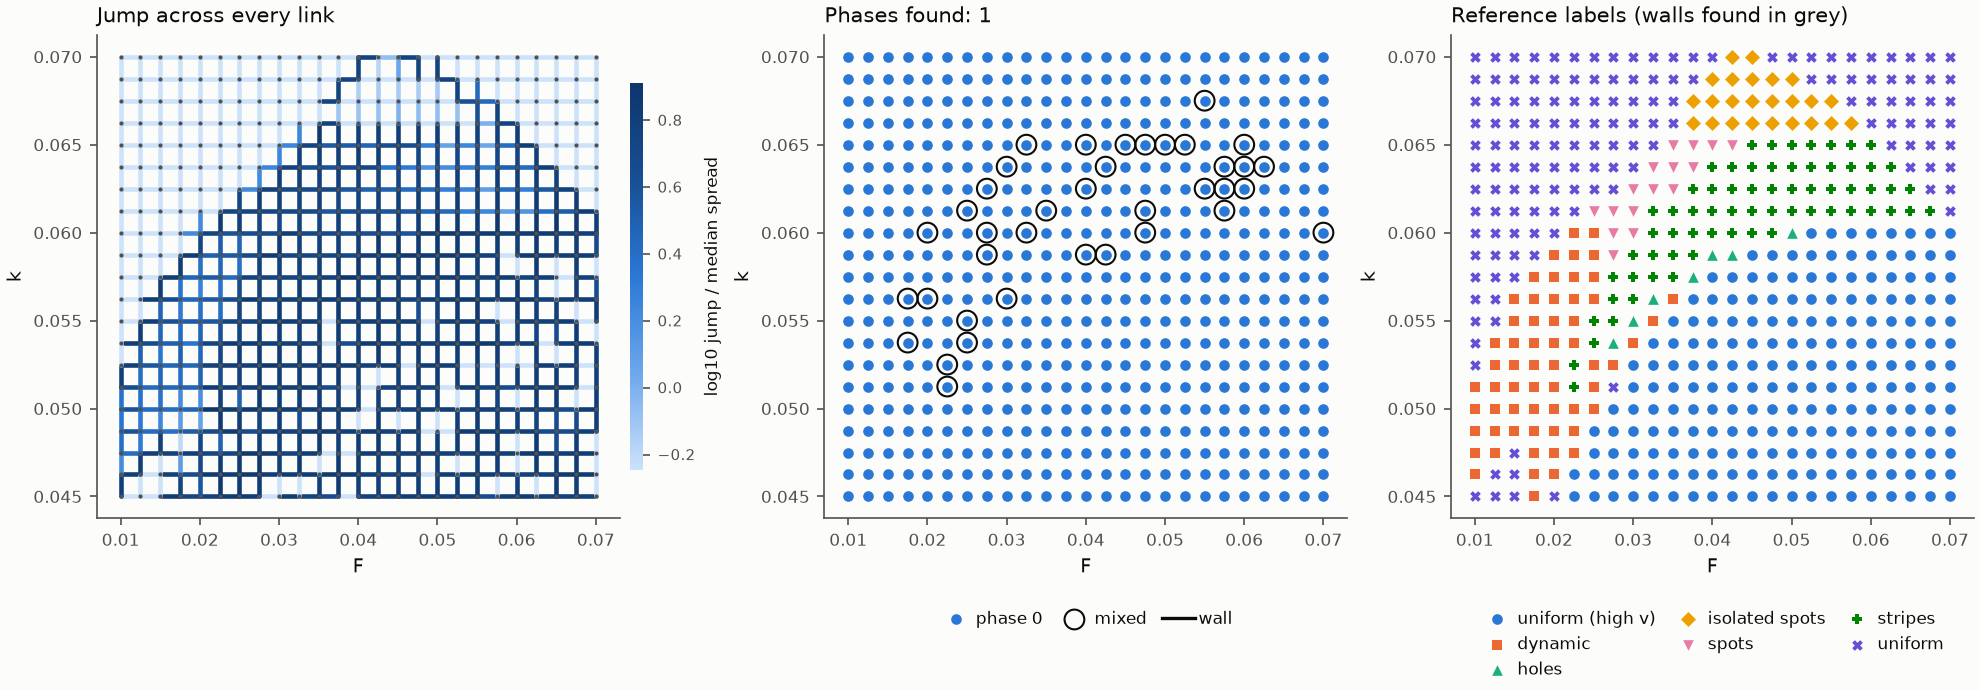 Jump across every link
0.070
0.065
0.060
0.055
0.050
0.045
k
0.01 0.02 0.03 0.04 0.05 0.06 0.07
F
0.8
0.6
0.4
0.2
0.0
−0.2
log10 jump / median spread
Phases found: 1
0.070
0.065
0.060
0.055
0.050
0.045
k
0.01 0.02 0.03 0.04 0.05 0.06 0.07
F
phase 0 mixed wall
Reference labels (walls found in grey)
0.070
0.065
0.060
0.055
0.050
0.045
k
0.01 0.02 0.03 0.04 0.05 0.06 0.07
F
uniform (high v) isolated spots stripes
dynamic spots uniform
holes